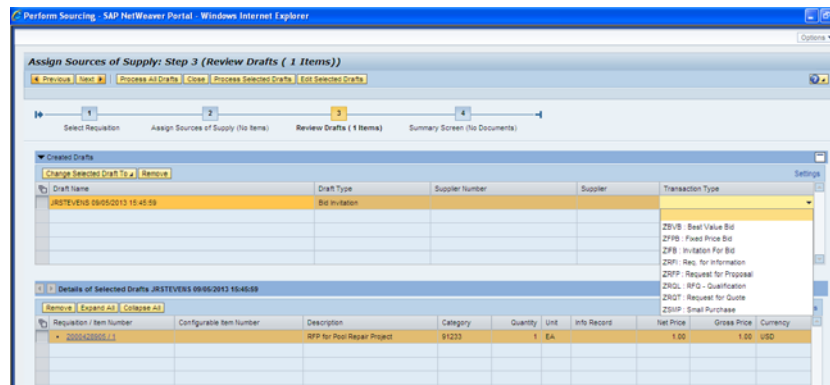 Perform Sourcing - SAP NetWeaver Portal - Windows Internet Explorer
Options
Assign Sources of Supply: Step 3 (Review Drafts ( 1 Items))
Previous Next Process All Drafts Close Process Selected Drafts Edit Selected Drafts
1 2 3 4
Select Requisition Assign Sources of Supply (No Items) Review Drafts ( 1 Items) Summary Screen (No Documents)
Created Drafts
Change Selected Draft To Remove Settings
Draft Name Draft Type Supplier Number Supplier Transaction Type
JRSTEVENS 09/05/2013 15:45:59 Bid Invitation
ZBVB : Best Value Bid
ZFPB : Fixed Price Bid
ZIFB : Invitation For Bid
ZRFI : Req. for Information
ZRFP : Request for Proposal
ZRQL : RFQ - Qualification
ZRQT : Request for Quote
ZSMP : Small Purchase
Details of Selected Drafts JRSTEVENS 09/05/2013 15:45:59
Remove Expand All Collapse All
Requisition / Item Number Configurable Item Number Description Category Quantity Unit Info Record Net Price Gross Price Currency
2000428905 / 1 RFP for Pool Repair Project 91233 1 EA 1.00 1.00 USD